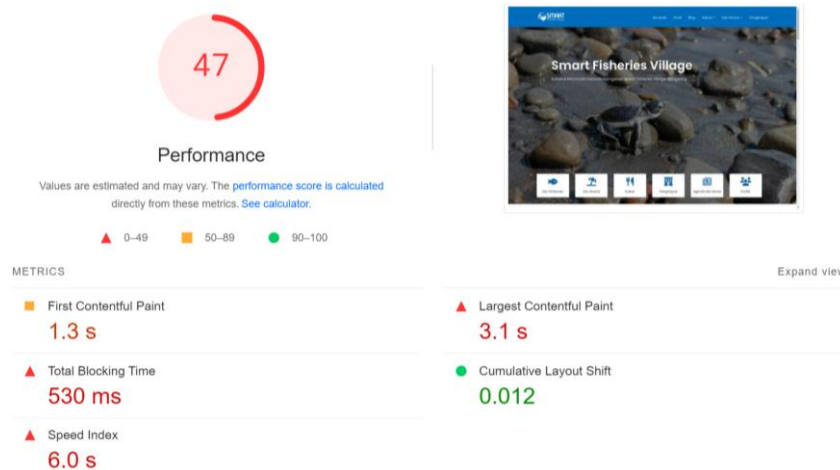 47
Performance
Values are estimated and may vary. The performance score is calculated
directly from these metrics. See calculator.
0–49
50–89
90–100
SMART
Smart Fisheries Village
METRICS
Expand view
First Contentful Paint
1.3 s
Largest Contentful Paint
3.1 s
Total Blocking Time
530 ms
Cumulative Layout Shift
0.012
Speed Index
6.0 s